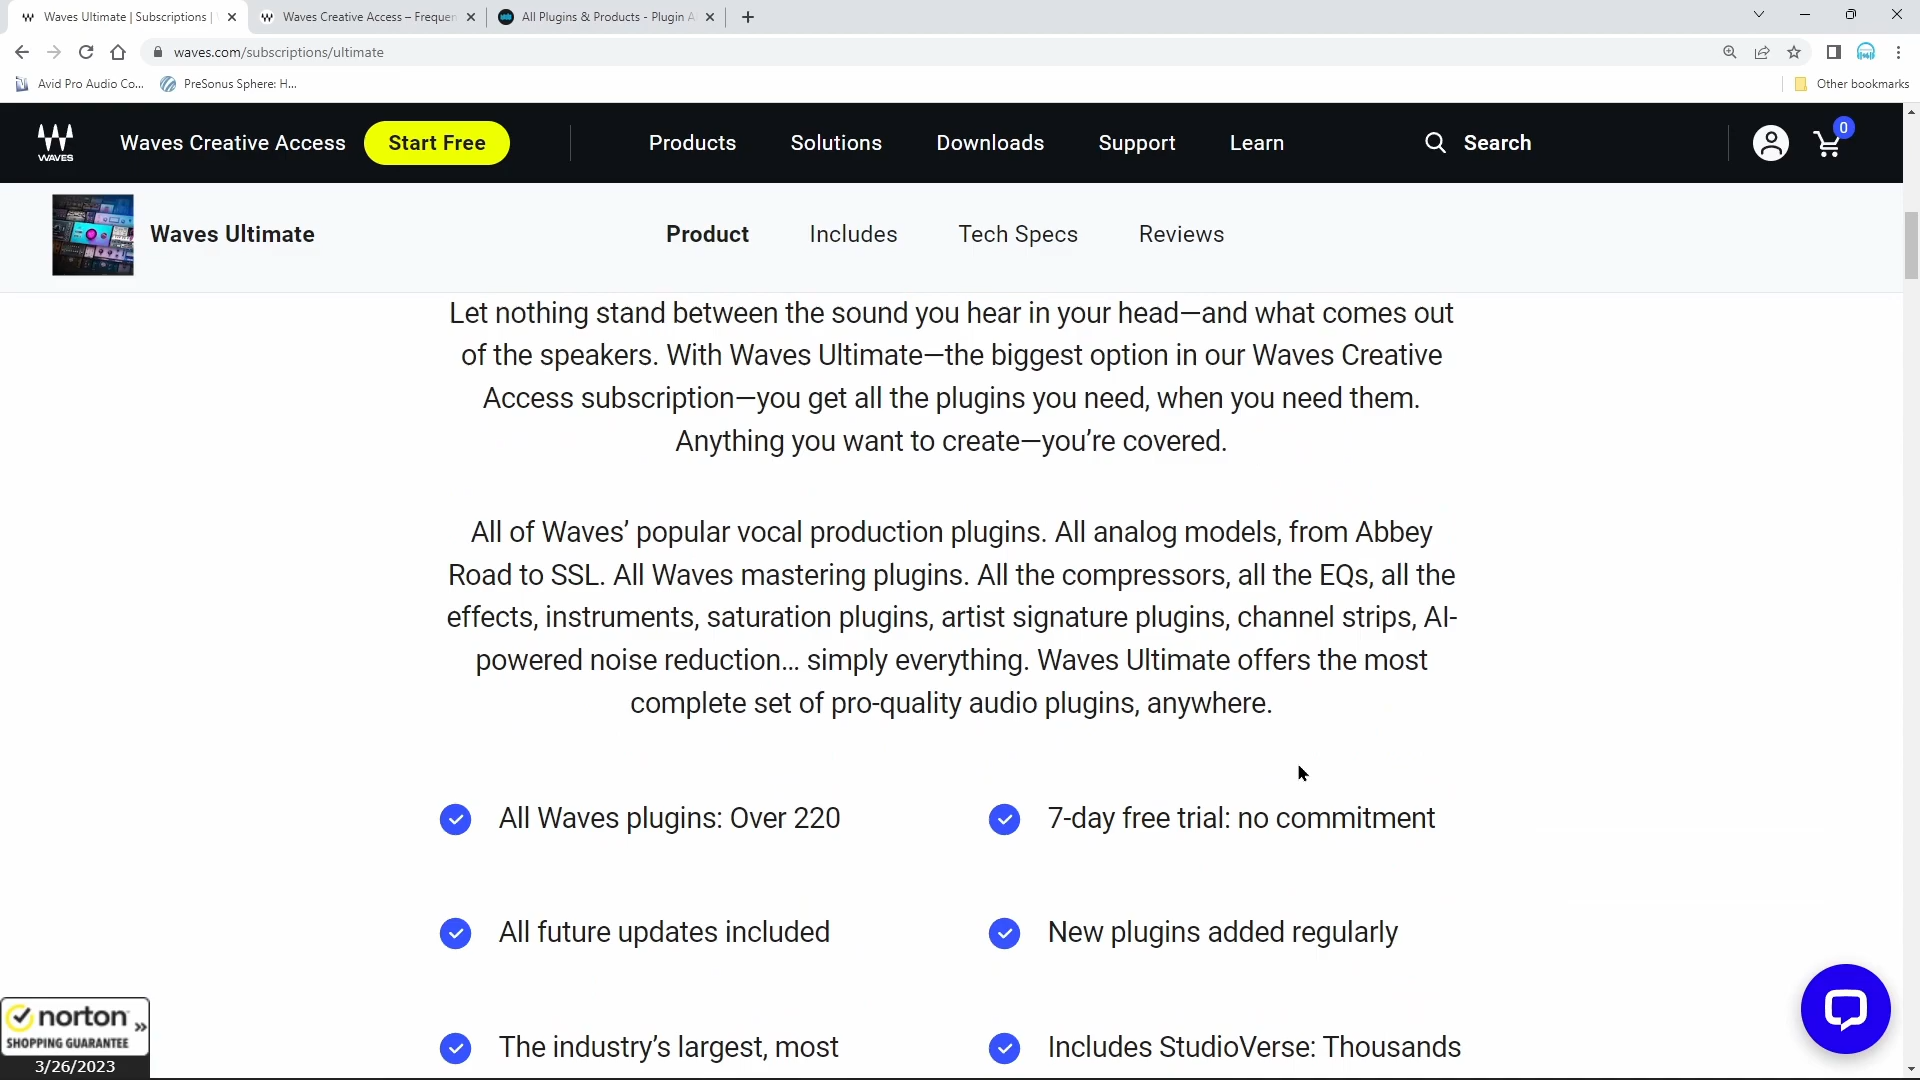 Waves Ultimate | Subscriptions |
Waves Creative Access – Frequen
All Plugins & Products - Plugin A
waves.com/subscriptions/ultimate
Avid Pro Audio Co...
PreSonus Sphere: H...
Other bookmarks
WAVES
Waves Creative Access
Start Free
Products
Solutions
Downloads
Support
Learn
Search
0
Waves Ultimate
Product
Includes
Tech Specs
Reviews
Let nothing stand between the sound you hear in your head—and what comes out
of the speakers. With Waves Ultimate—the biggest option in our Waves Creative
Access subscription—you get all the plugins you need, when you need them.
Anything you want to create—you’re covered.
All of Waves’ popular vocal production plugins. All analog models, from Abbey
Road to SSL. All Waves mastering plugins. All the compressors, all the EQs, all the
effects, instruments, saturation plugins, artist signature plugins, channel strips, AI-
powered noise reduction... simply everything. Waves Ultimate offers the most
complete set of pro-quality audio plugins, anywhere.
All Waves plugins: Over 220
7-day free trial: no commitment
All future updates included
New plugins added regularly
The industry’s largest, most
Includes StudioVerse: Thousands
norton
SHOPPING GUARANTEE
3/26/2023